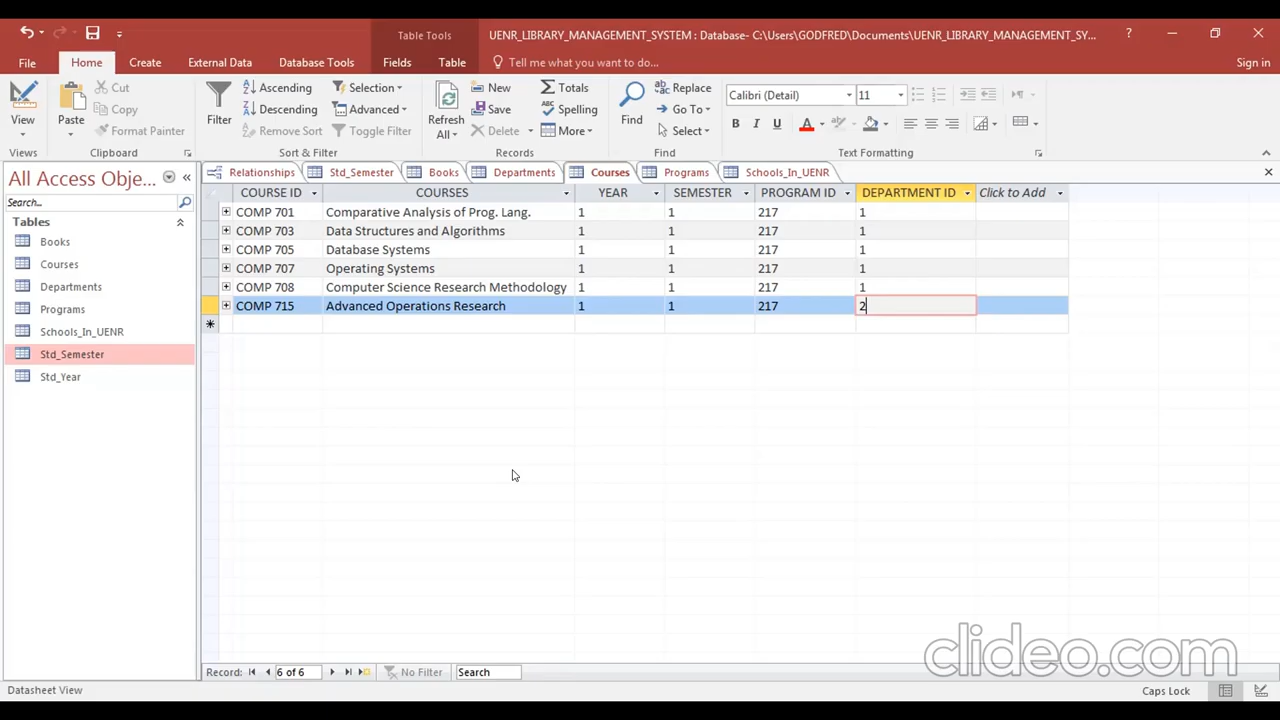 Table Tools
UENR_LIBRARY_MANAGEMENT_SYSTEM : Database- C:\Users\GODFRED\Documents\UENR_LIBRARY_MANAGEMENT_SY...
?
File
Home
Create
External Data
Database Tools
Fields
Table
Tell me what you want to do...
Sign in
View
Views
Paste
Cut
Copy
Format Painter
Clipboard
Filter
Ascending
Descending
Remove Sort
Selection
Advanced
Toggle Filter
Sort & Filter
Refresh
All
New
Save
Delete
Totals
Spelling
More
Records
Find
Replace
Go To
Select
Find
Calibri (Detail)
11
B I U
A
Text Formatting
All Access Obje...
Search...
Tables
Books
Courses
Departments
Programs
Schools_In_UENR
Std_Semester
Std_Year
Relationships
Std_Semester
Books
Departments
Courses
Programs
Schools_In_UENR
COURSE ID COURSES YEAR SEMESTER PROGRAM ID DEPARTMENT ID Click to Add
COMP 701 Comparative Analysis of Prog. Lang. 1 1 217 1
COMP 703 Data Structures and Algorithms 1 1 217 1
COMP 705 Database Systems 1 1 217 1
COMP 707 Operating Systems 1 1 217 1
COMP 708 Computer Science Research Methodology 1 1 217 1
COMP 715 Advanced Operations Research 1 1 217 2
Record: 6 of 6 No Filter Search
clideo.com
Datasheet View
Caps Lock